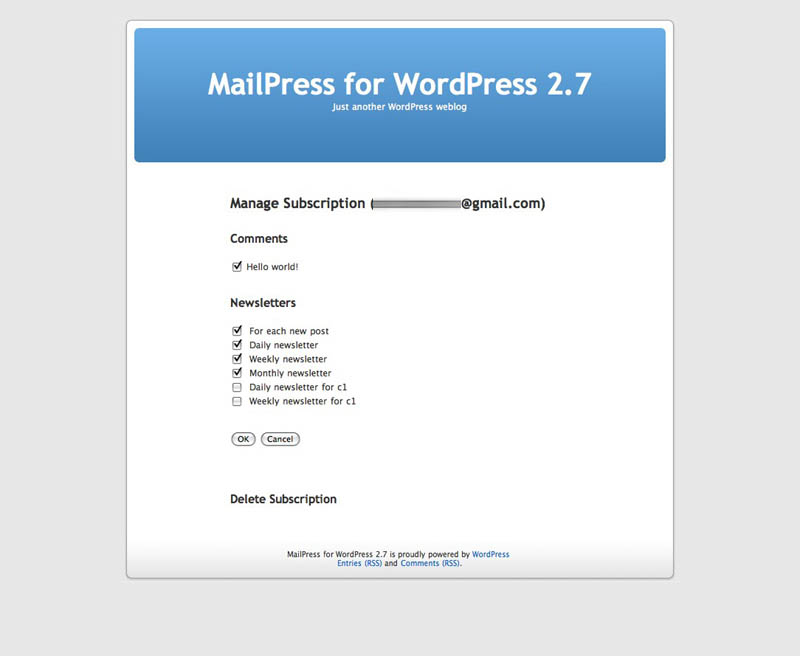 MailPress for WordPress 2.7
Just another WordPress weblog
Manage Subscription (@gmail.com)
Comments
Hello world!
Newsletters
For each new post
Daily newsletter
Weekly newsletter
Monthly newsletter
Daily newsletter for c1
Weekly newsletter for c1
OK Cancel
Delete Subscription
MailPress for WordPress 2.7 is proudly powered by WordPress
Entries (RSS) and Comments (RSS).